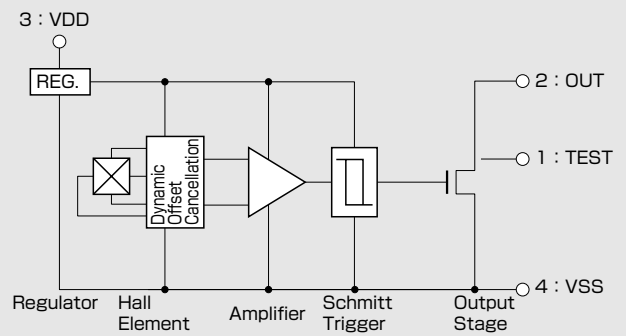 3：VDD
REG.
2：OUT
1：TEST
Dynamic
Offset
Cancellation
4：VSS
Regulator
Hall
Element
Amplifier
Schmitt
Trigger
Output
Stage